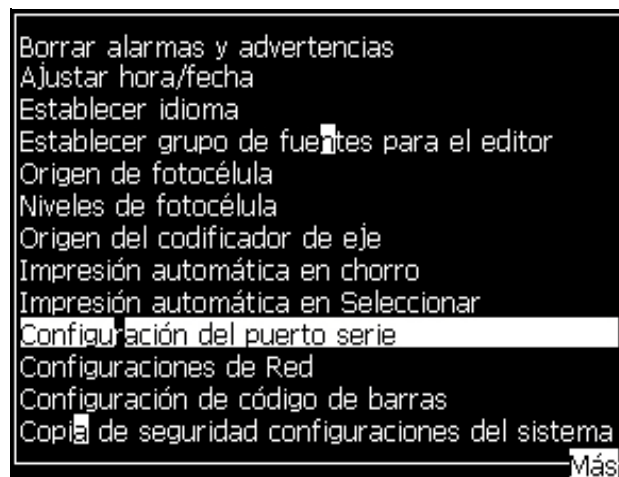 Borrar alarmas y advertencias
Ajustar hora/fecha
Establecer idioma
Establecer grupo de fuentes para el editor
Origen de fotocélula
Niveles de fotocélula
Origen del codificador de eje
Impresión automática en chorro
Impresión automática en Seleccionar
Configuración del puerto serie
Configuraciones de Red
Configuración de código de barras
Copia de seguridad configuraciones del sistema
Más